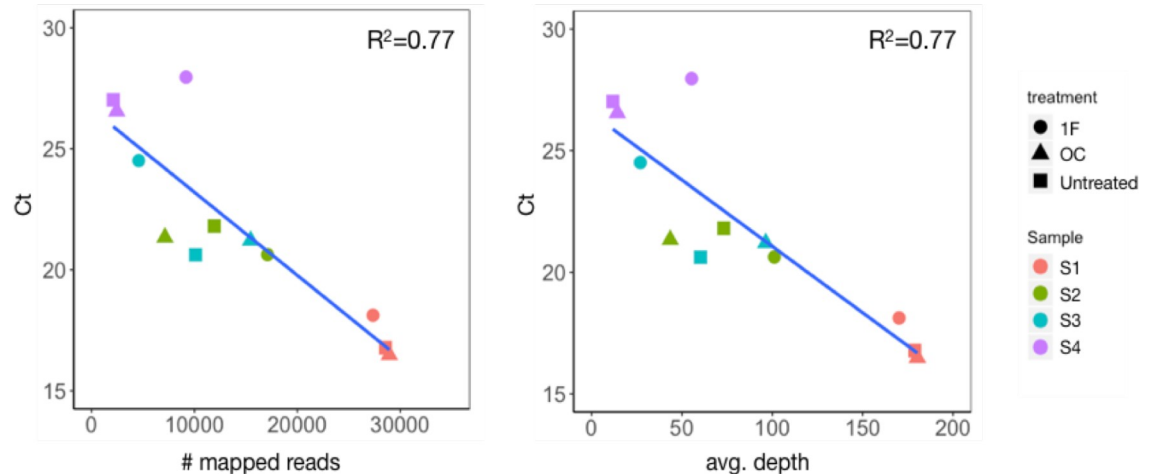 R²=0.77
30
25
20
15
Ct
0 10000 20000 30000
# mapped reads
R²=0.77
30
25
20
15
Ct
0 50 100 150 200
avg. depth
treatment
1F
OC
Untreated
Sample
S1
S2
S3
S4